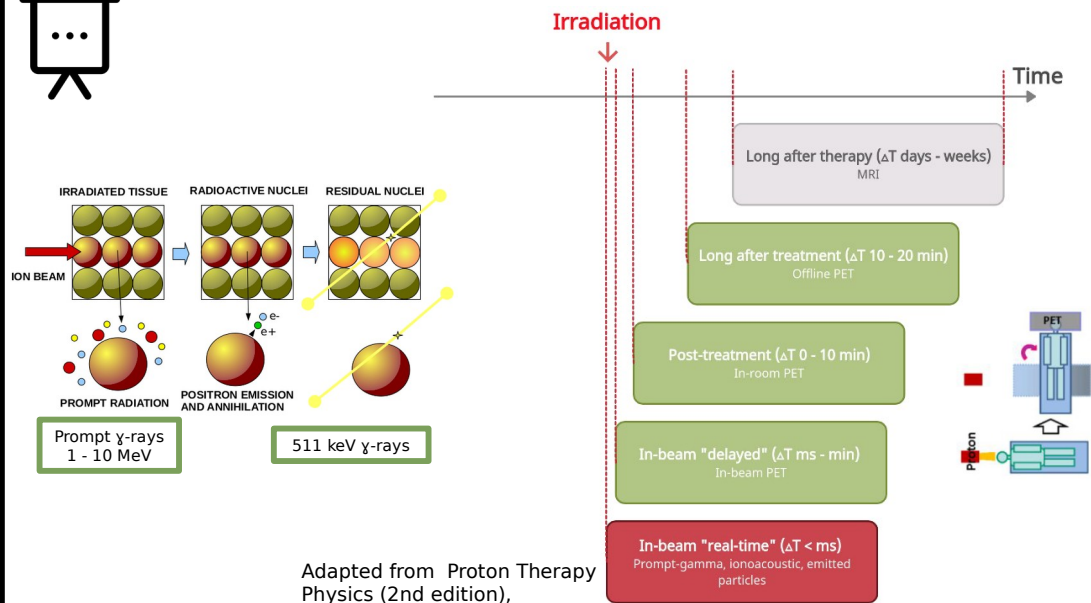 Irradiation
Time
Long after therapy (ΔT days - weeks)
MRI
IRRADIATED TISSUE
RADIOACTIVE NUCLEI
RESIDUAL NUCLEI
ION BEAM
Long after treatment (ΔT 10 - 20 min)
Offline PET
e-
e+
PROMPT RADIATION
POSITRON EMISSION
AND ANNIHILATION
Prompt ɣ-rays
1 - 10 MeV
511 keV ɣ-rays
Post-treatment (ΔT 0 - 10 min)
In-room PET
PET
In-beam "delayed" (ΔT ms - min)
In-beam PET
Proton
In-beam "real-time" (ΔT < ms)
Prompt-gamma, ionoacoustic, emitted
particles
Adapted from Proton Therapy
Physics (2nd edition),